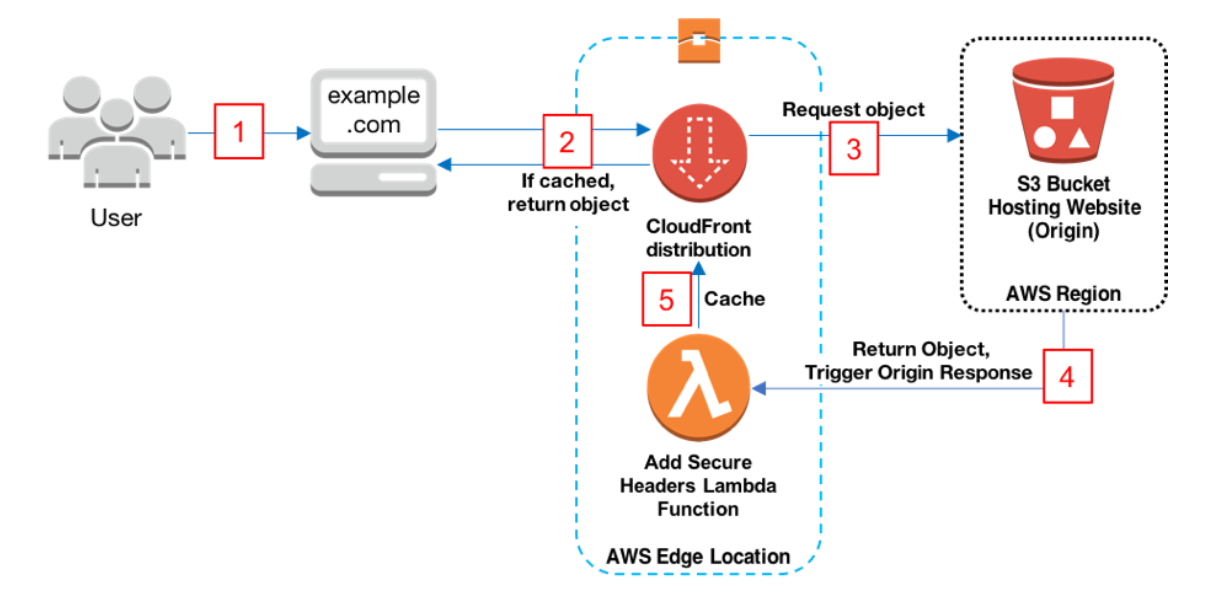 example
.com
1
2
Request object
3
If cached,
return object
User
CloudFront
distribution
S3 Bucket
Hosting Website
(Origin)
AWS Region
5
Cache
Return Object,
Trigger Origin Response
4
λ
Add Secure
Headers Lambda
Function
AWS Edge Location